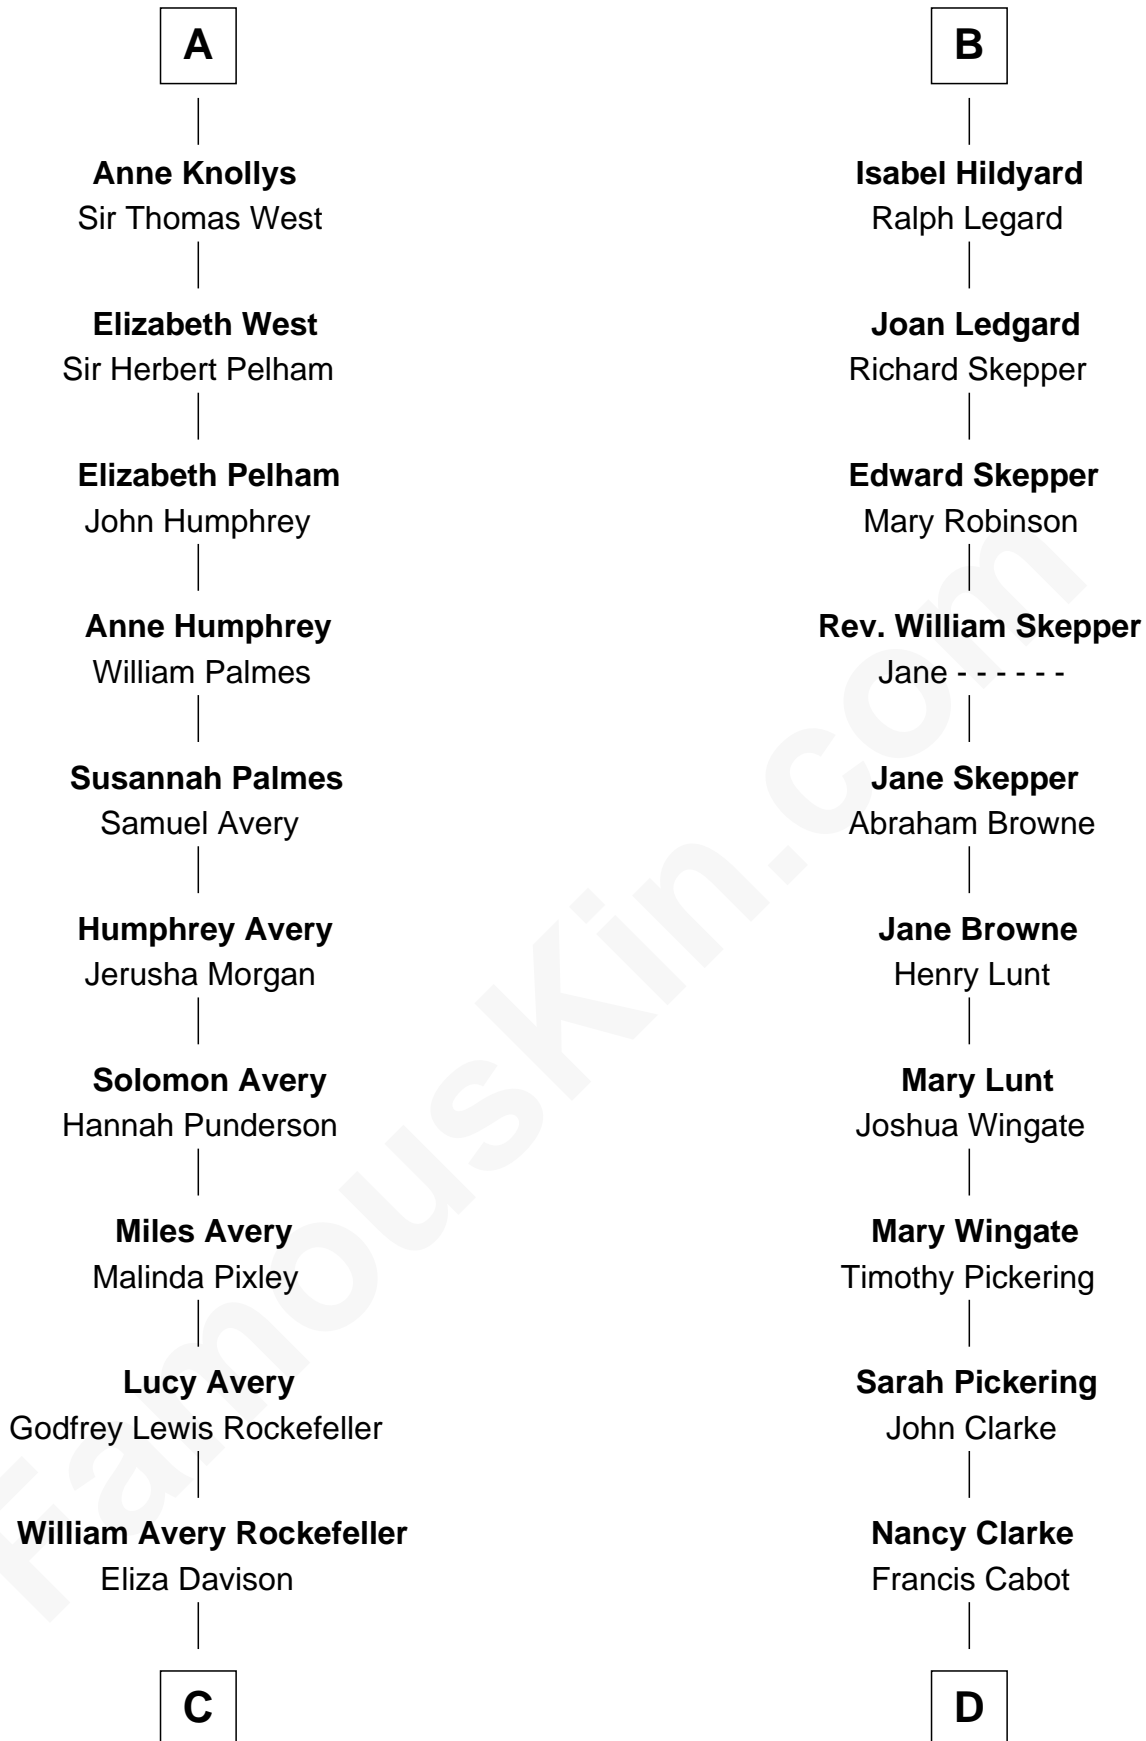 A
Anne Knollys
Sir Thomas West
Elizabeth West
Sir Herbert Pelham
Elizabeth Pelham
John Humphrey
Anne Humphrey
William Palmes
Susannah Palmes
Samuel Avery
Humphrey Avery
Jerusha Morgan
Solomon Avery
Hannah Punderson
Miles Avery
Malinda Pixley
Lucy Avery
Godfrey Lewis Rockefeller
William Avery Rockefeller
Eliza Davison
C
B
Isabel Hildyard
Ralph Legard
Joan Ledgard
Richard Skepper
Edward Skepper
Mary Robinson
Rev. William Skepper
Jane - - - - - -
Jane Skepper
Abraham Browne
Jane Browne
Henry Lunt
Mary Lunt
Joshua Wingate
Mary Wingate
Timothy Pickering
Sarah Pickering
John Clarke
Nancy Clarke
Francis Cabot
D
FamousKin.com